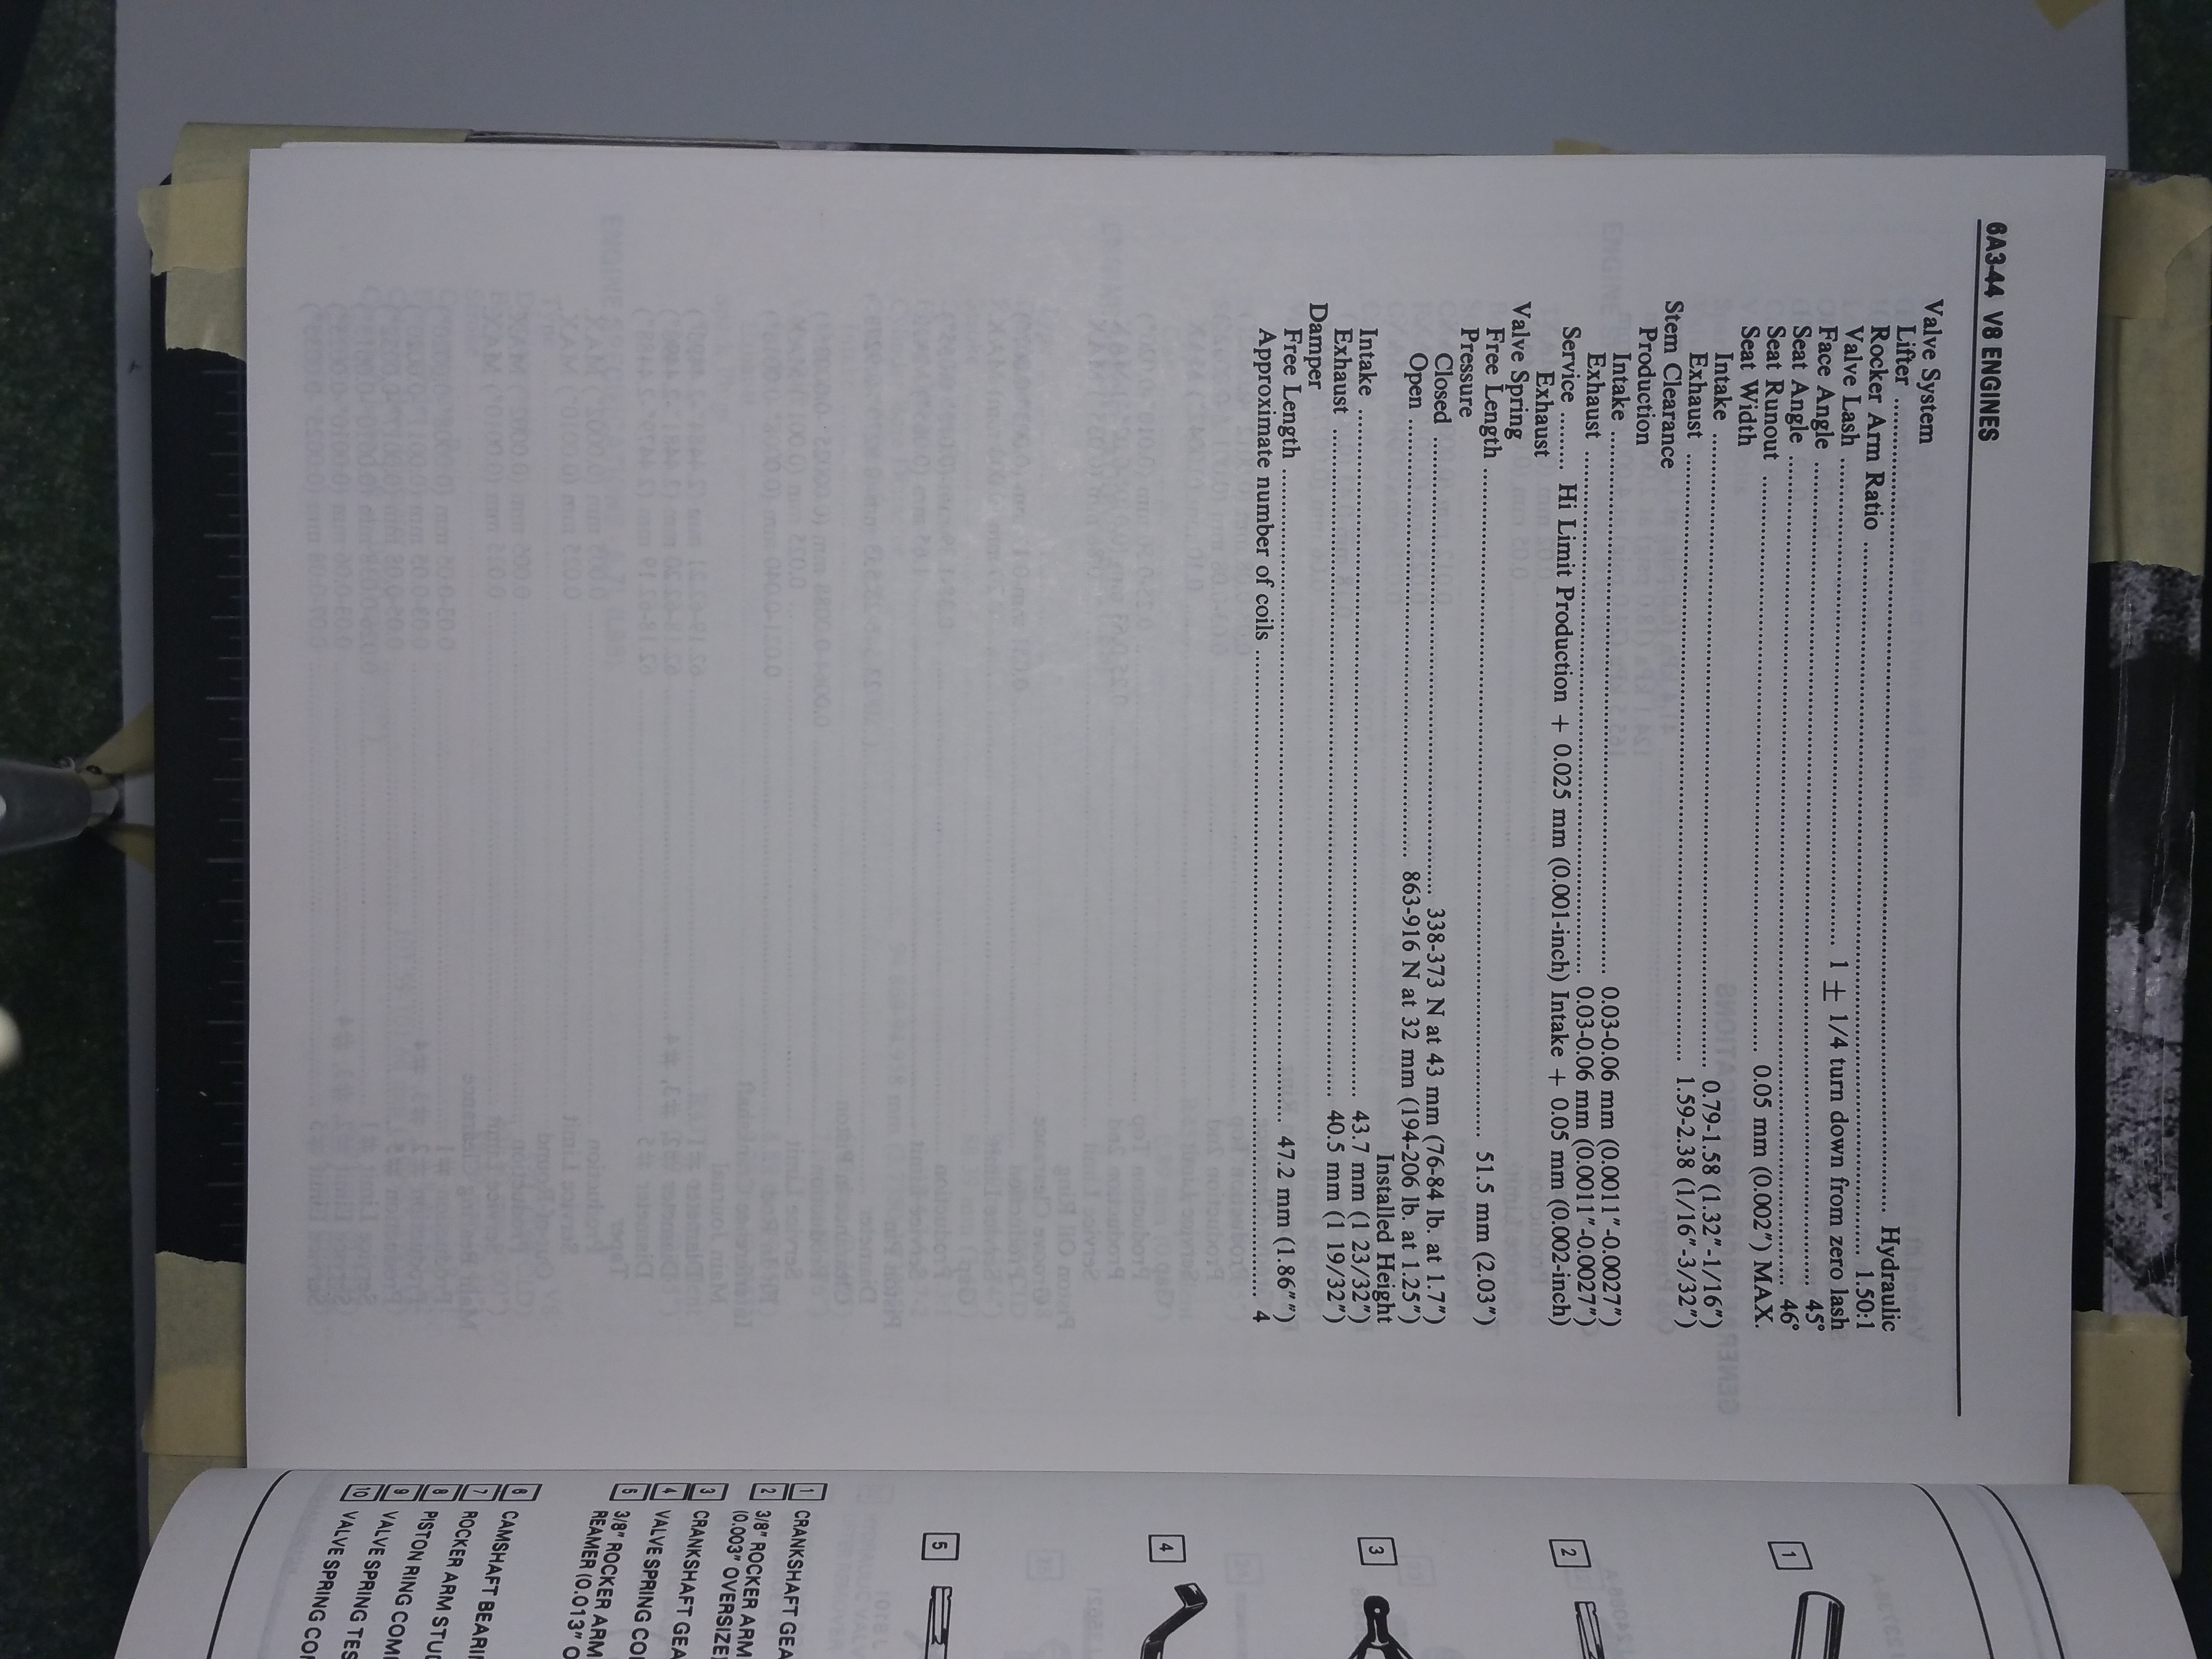 6A3-44 V8 ENGINES
Valve System
Lifter ........ Hydraulic
Rocker Arm Ratio ........ 1.50:1
Valve Lash ........ 1 ± 1/4 turn down from zero lash
Face Angle ........ 45°
Seat Angle ........ 46°
Seat Runout ........ 0.05 mm (0.002") MAX.
Seat Width
Intake ........ 0.79-1.58 (1.32"-1/16")
Exhaust ........ 1.59-2.38 (1/16"-3/32")
Stem Clearance
Production
Intake ........ 0.03-0.06 mm (0.0011"-0.0027")
Exhaust ........ 0.03-0.06 mm (0.0011"-0.0027")
Service ........ Hi Limit Production + 0.025 mm (0.001-inch) Intake + 0.05 mm (0.002-inch)
Exhaust
Valve Spring
Free Length ........ 51.5 mm (2.03")
Pressure
Closed ........ 338-373 N at 43 mm (76-84 lb. at 1.7")
Open ........ 863-916 N at 32 mm (194-206 lb. at 1.25")
Installed Height
Intake ........ 43.7 mm (1 23/32")
Exhaust ........ 40.5 mm (1 19/32")
Damper
Free Length ........ 47.2 mm (1.86"")
Approximate number of coils ........ 4
1
2
3
4
5
1 CRANKSHAFT GEA
2 3/8" ROCKER ARM
(0.003" OVERSIZE
3 CRANKSHAFT GEA
4 VALVE SPRING CO
5 3/8" ROCKER ARM
REAMER (0.013" O
6 CAMSHAFT BEARI
7 ROCKER ARM STU
8 PISTON RING COM
9 VALVE SPRING TES
10 VALVE SPRING CO